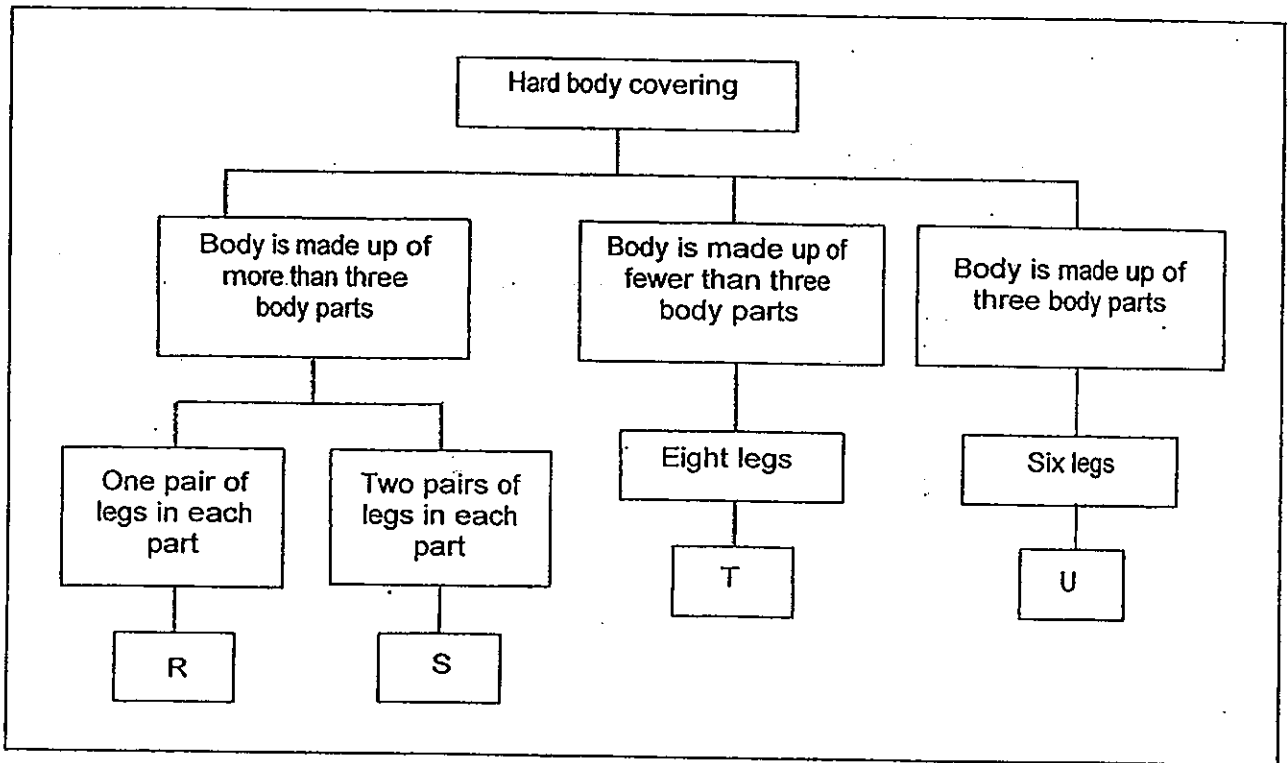 Hard body covering
Body is made up of
more than three
body parts
Body is made up of
fewer than three
body parts
Body is made up of
three body parts
One pair of
legs in each
part
Two pairs of
legs in each
part
Eight legs
Six legs
R
S
T
U